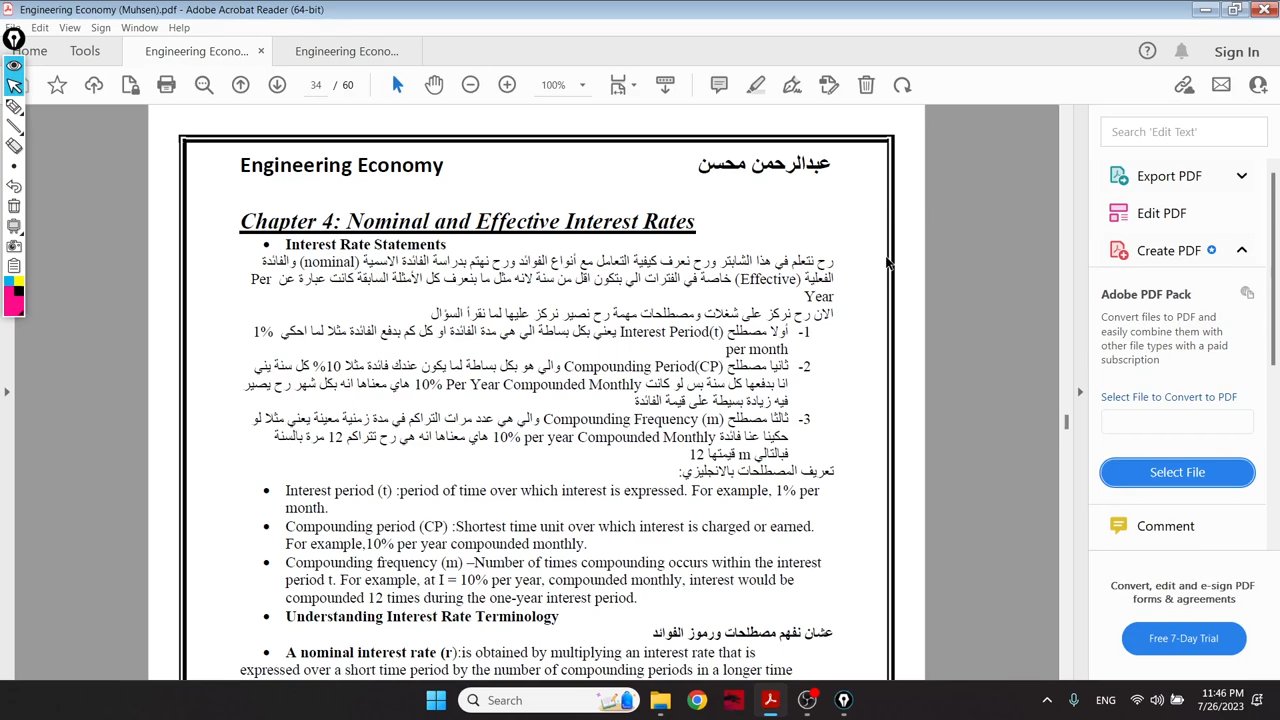 Engineering Economy (Muhsen).pdf - Adobe Acrobat Reader (64-bit)
File Edit View Sign Window Help
Home Tools Engineering Econo... × Engineering Econo... Sign In
34 / 60 100%
Engineering Economy عبدالرحمن محسن
Chapter 4: Nominal and Effective Interest Rates
• Interest Rate Statements
رح نتعلم في هذا الشابتر ورح نعرف كيفية التعامل مع أنواع الفوائد ورح نهتم بدراسة الفائدة الاسمية (nominal) والفائدة
الفعلية (Effective) خاصة في الفترات الي بتكون اقل من سنة لانه مثل ما بنعرف كل الأمثلة السابقة كانت عبارة عن Per
Year
الان رح نركز على شغلات ومصطلحات مهمة رح نصير نركز عليها لما نقرأ السؤال
1- أولا مصطلح Interest Period(t) يعني بكل بساطة الي هي مدة الفائدة او كل كم بدفع الفائدة مثلا لما احكي 1%
per month
2- ثانيا مصطلح Compounding Period(CP) والي هو بكل بساطة لما يكون عندك فائدة مثلا 10% كل سنة يني
انا بدفعها كل سنة بس لو كانت 10% Per Year Compounded Monthly هاي معناها انه بكل شهر رح يصير
فيه زيادة بسيطة على قيمة الفائدة
3- ثالثا مصطلح Compounding Frequency (m) والي هي عدد مرات التراكم في مدة زمنية معينة يعني مثلا لو
حكينا عنا فائدة 10% per year Compounded Monthly هاي معناها انه هي رح تتراكم 12 مرة بالسنة
فبالتالي m قيمتها 12
تعريف المصطلحات بالانجليزي:
• Interest period (t) :period of time over which interest is expressed. For example, 1% per
month.
• Compounding period (CP) :Shortest time unit over which interest is charged or earned.
For example,10% per year compounded monthly.
• Compounding frequency (m) –Number of times compounding occurs within the interest
period t. For example, at I = 10% per year, compounded monthly, interest would be
compounded 12 times during the one-year interest period.
• Understanding Interest Rate Terminology
عشان نفهم مصطلحات ورموز الفوائد
• A nominal interest rate (r):is obtained by multiplying an interest rate that is
expressed over a short time period by the number of compounding periods in a longer time
Search 'Edit Text'
Export PDF
Edit PDF
Create PDF
Adobe PDF Pack
Convert files to PDF and
easily combine them with
other file types with a paid
subscription
Select File to Convert to PDF
Select File
Comment
Convert, edit and e-sign PDF
forms & agreements
Free 7-Day Trial
Search
ENG
11:46 PM
7/26/2023